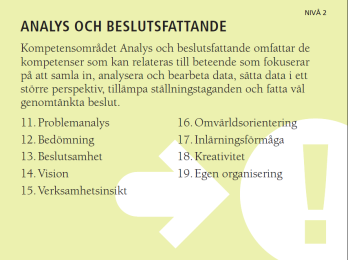 NIVÅ 2
ANALYS OCH BESLUTSFATTANDE
Kompetensområdet Analys och beslutsfattande omfattar de
kompetenser som kan relateras till beteende som fokuserar
på att samla in, analysera och bearbeta data, sätta data i ett
större perspektiv, tillämpa ställningstaganden och fatta väl
genomtänkta beslut.
11. Problemanalys
12. Bedömning
13. Beslutsamhet
14. Vision
15. Verksamhetsinsikt
16. Omvärldsorientering
17. Inlärningsförmåga
18. Kreativitet
19. Egen organisering
!